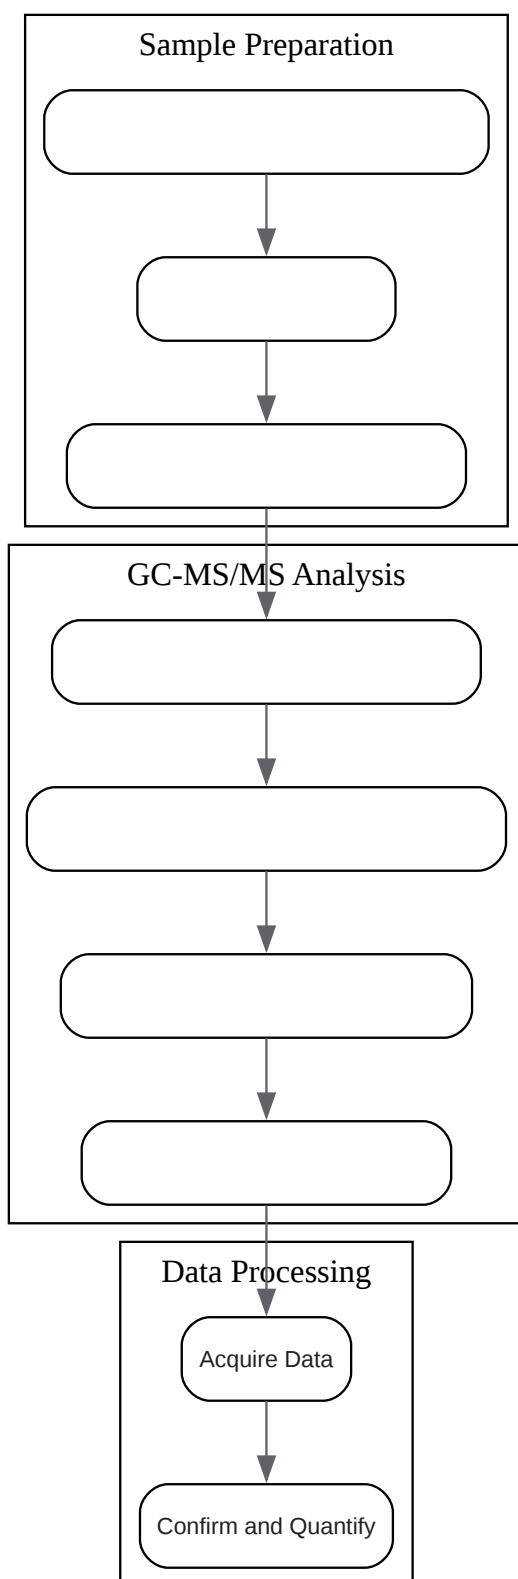 Sample Preparation
GC-MS/MS Analysis
Data Processing
Acquire Data
Confirm and Quantify